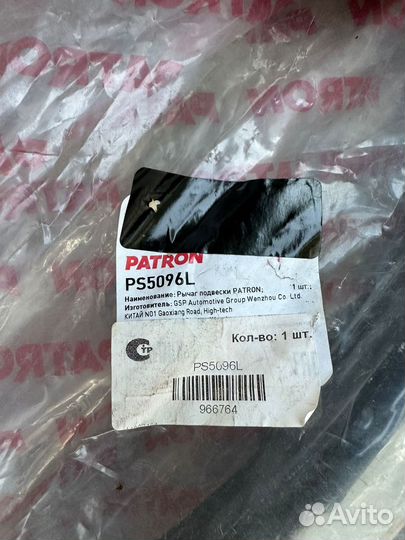 PATRON
PS5096L
Наименование: Рычаг подвески PATRON; 1 шт.
Изготовитель: GSP Automotive Group Wenzhou Co. Ltd.
КИТАЙ NO1 Gaoxiang Road, High-tech
Кол-во: 1 шт.
PS5096L
966764
Avito